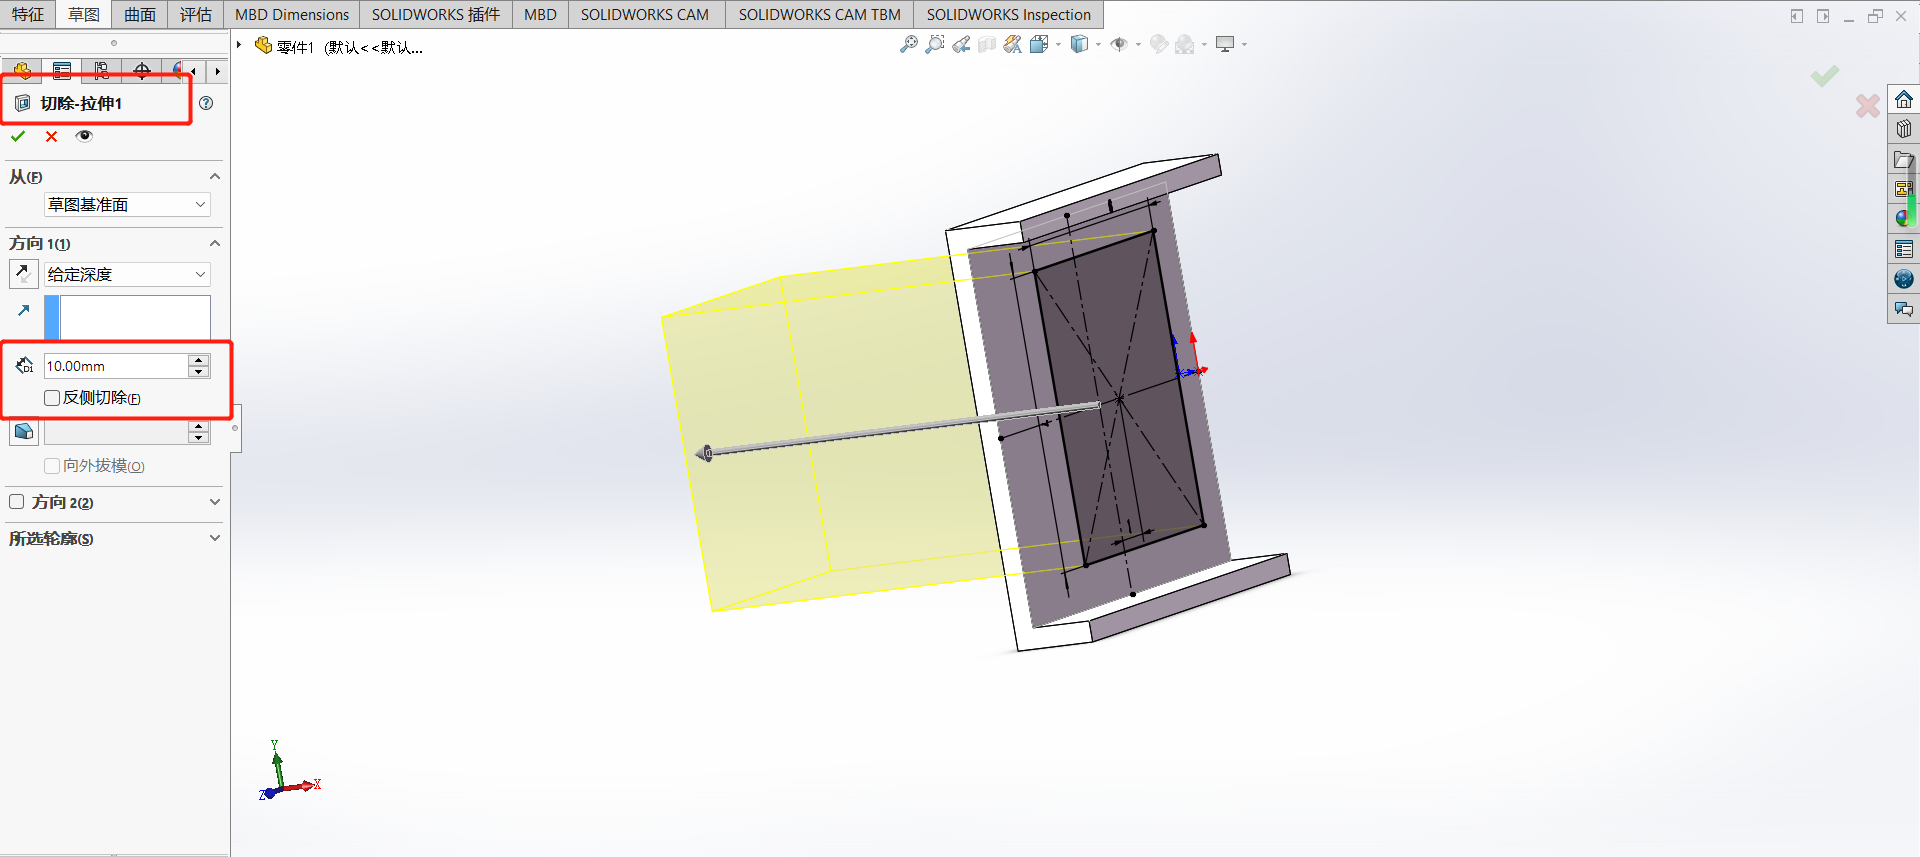 特征 草图 曲面 评估 MBD Dimensions SOLIDWORKS 插件 MBD SOLIDWORKS CAM SOLIDWORKS CAM TBM SOLIDWORKS Inspection
零件1 (默认<<默认...
切除-拉伸1
从(F)
草图基准面
方向 1(1)
给定深度
D1
10.00mm
反侧切除(F)
向外拔模(O)
方向 2(2)
所选轮廓(S)
Y
X
Z